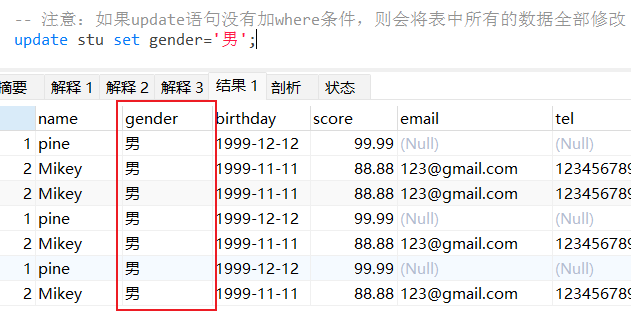 -- 注意：如果update语句没有加where条件，则会将表中所有的数据全部修改
update stu set gender='男';
摘要 解释 1 解释 2 解释 3 结果 1 剖析 状态
name gender birthday score email tel
1 pine 男 1999-12-12 99.99 (Null) (Null)
2 Mikey 男 1999-11-11 88.88 123@gmail.com 123456789
2 Mikey 男 1999-11-11 88.88 123@gmail.com 123456789
1 pine 男 1999-12-12 99.99 (Null) (Null)
2 Mikey 男 1999-11-11 88.88 123@gmail.com 123456789
1 pine 男 1999-12-12 99.99 (Null) (Null)
2 Mikey 男 1999-11-11 88.88 123@gmail.com 123456789